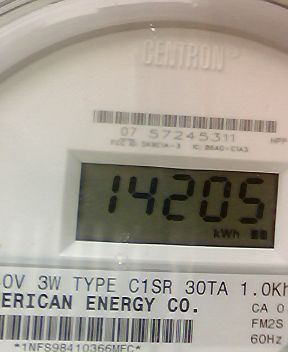 CENTRON®
07 57245311
14205
kWh
0V 3W TYPE C1SR 30TA 1.0Kh
ERICAN ENERGY CO.
CA 0
FM2S
60Hz
*1NFS98410366MFC*